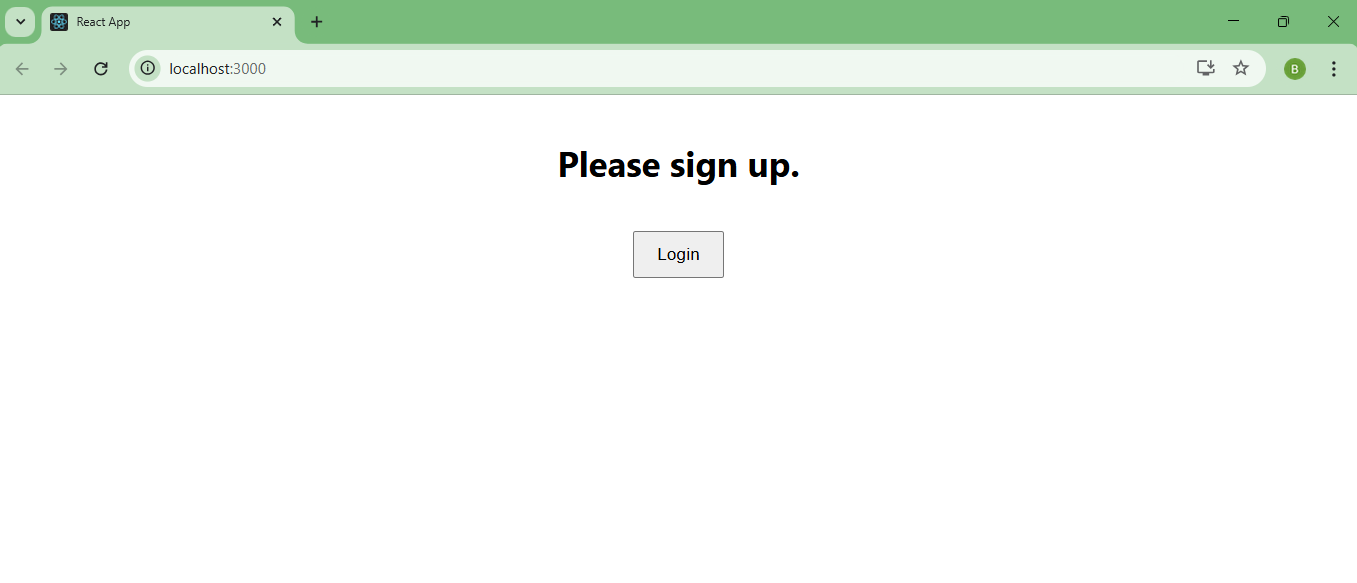 React App
localhost:3000
B
Please sign up.
Login